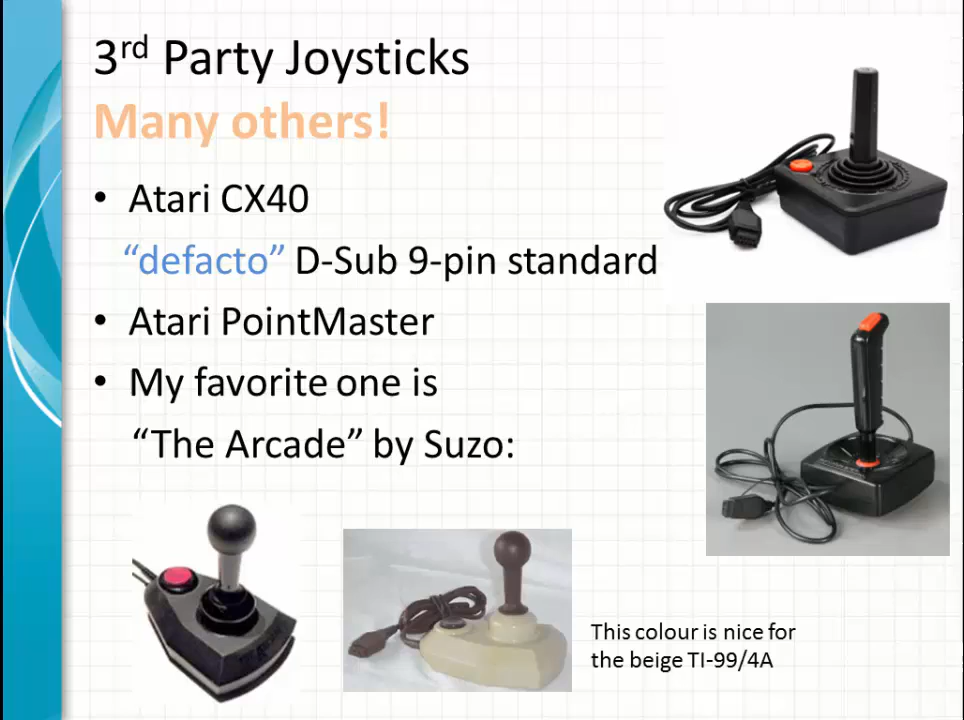 3rd Party Joysticks
Many others!
• Atari CX40
“defacto” D-Sub 9-pin standard
• Atari PointMaster
• My favorite one is
“The Arcade” by Suzo:
This colour is nice for
the beige TI-99/4A